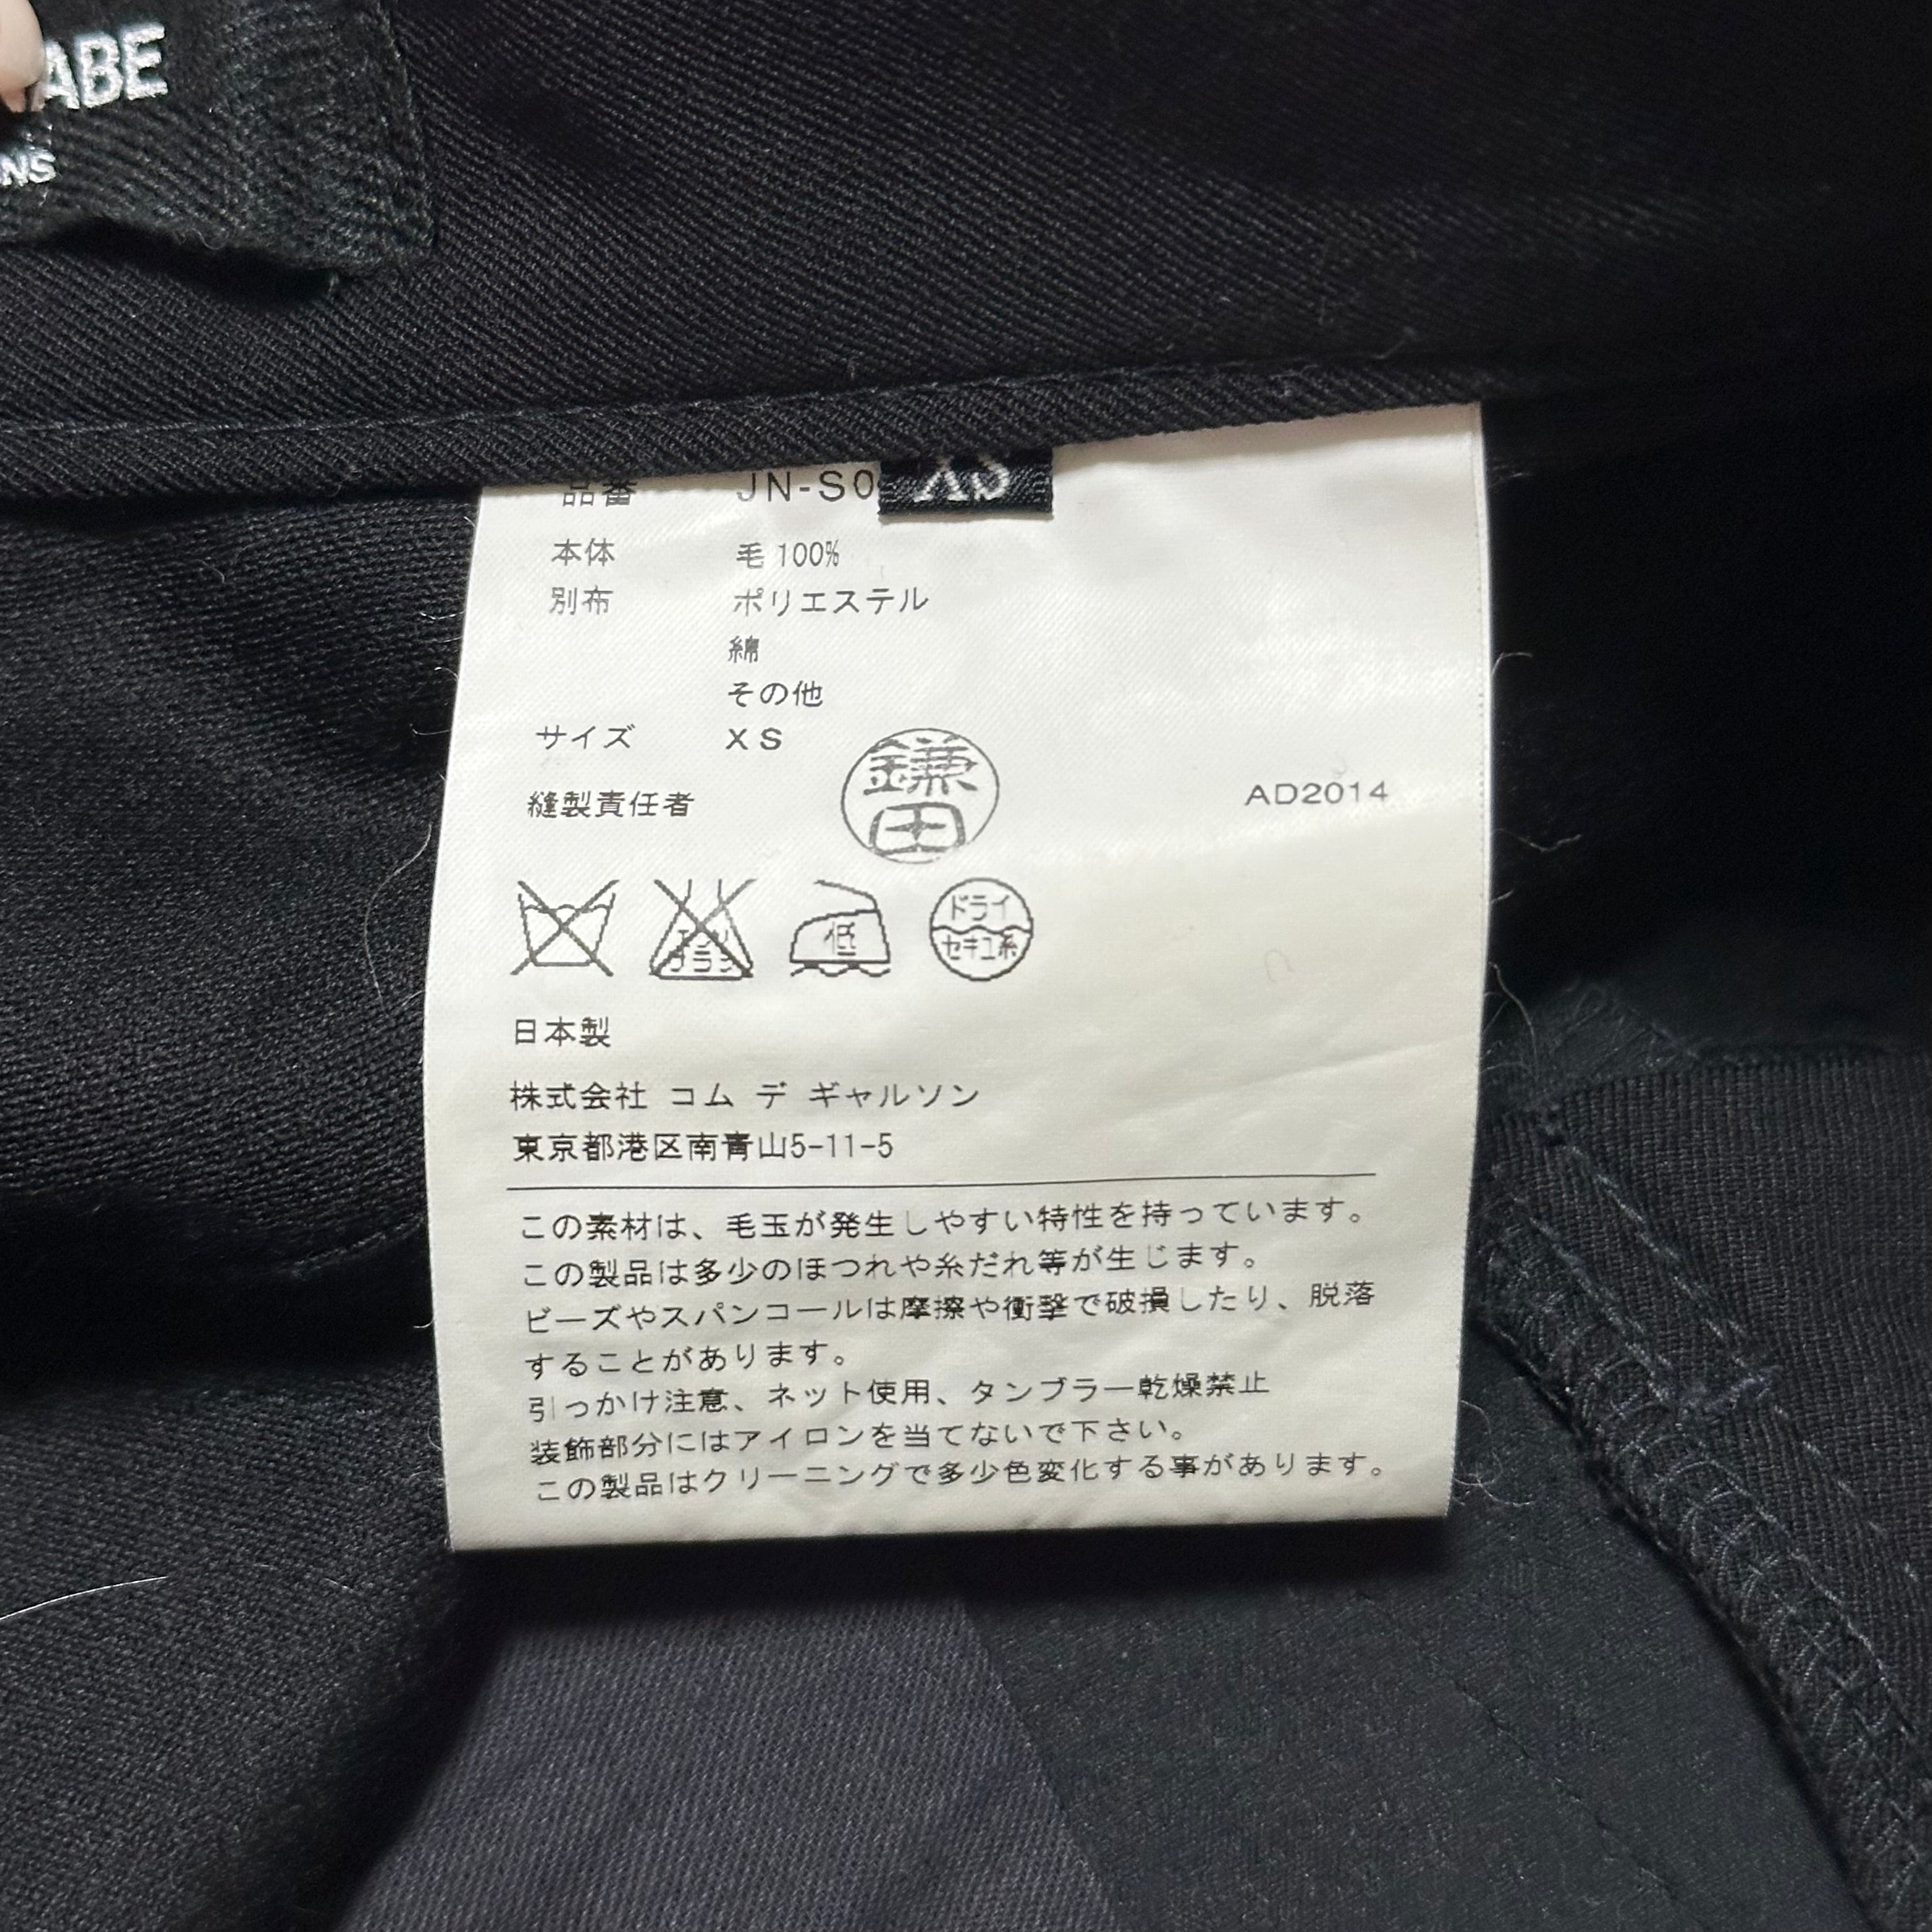 ABE
NS
XS
品番 JN-S0
本体 毛 100%
別布 ポリエステル
綿
その他
サイズ XS
縫製責任者 鎌田 AD2014
低 ドライ セキユ系
日本製
株式会社 コム デ ギャルソン
東京都港区南青山5-11-5
この素材は、毛玉が発生しやすい特性を持っています。
この製品は多少のほつれや糸だれ等が生じます。
ビーズやスパンコールは摩擦や衝撃で破損したり、脱落
することがあります。
引っかけ注意、ネット使用、タンブラー乾燥禁止
装飾部分にはアイロンを当てないで下さい。
この製品はクリーニングで多少色変化する事があります。